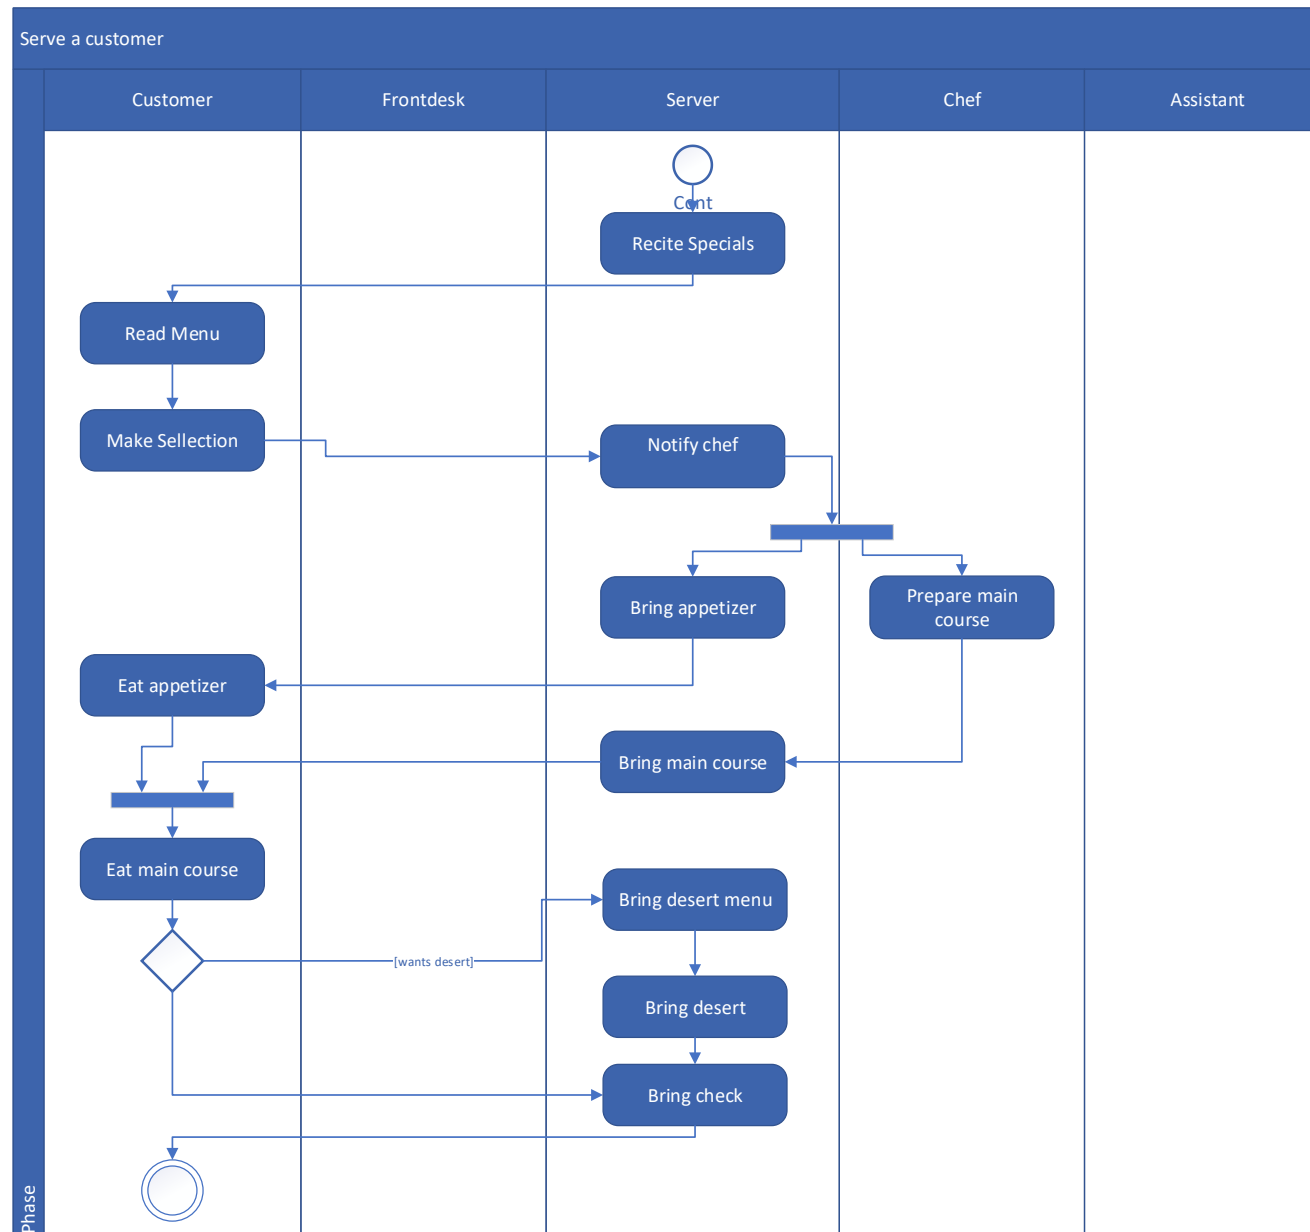 Serve a customer
Customer
Frontdesk
Server
Chef
Assistant
Cont
Recite Specials
Read Menu
Make Sellection
Notify chef
Bring appetizer
Prepare main
course
Eat appetizer
Bring main course
Eat main course
Bring desert menu
[wants desert]
Bring desert
Bring check
Phase